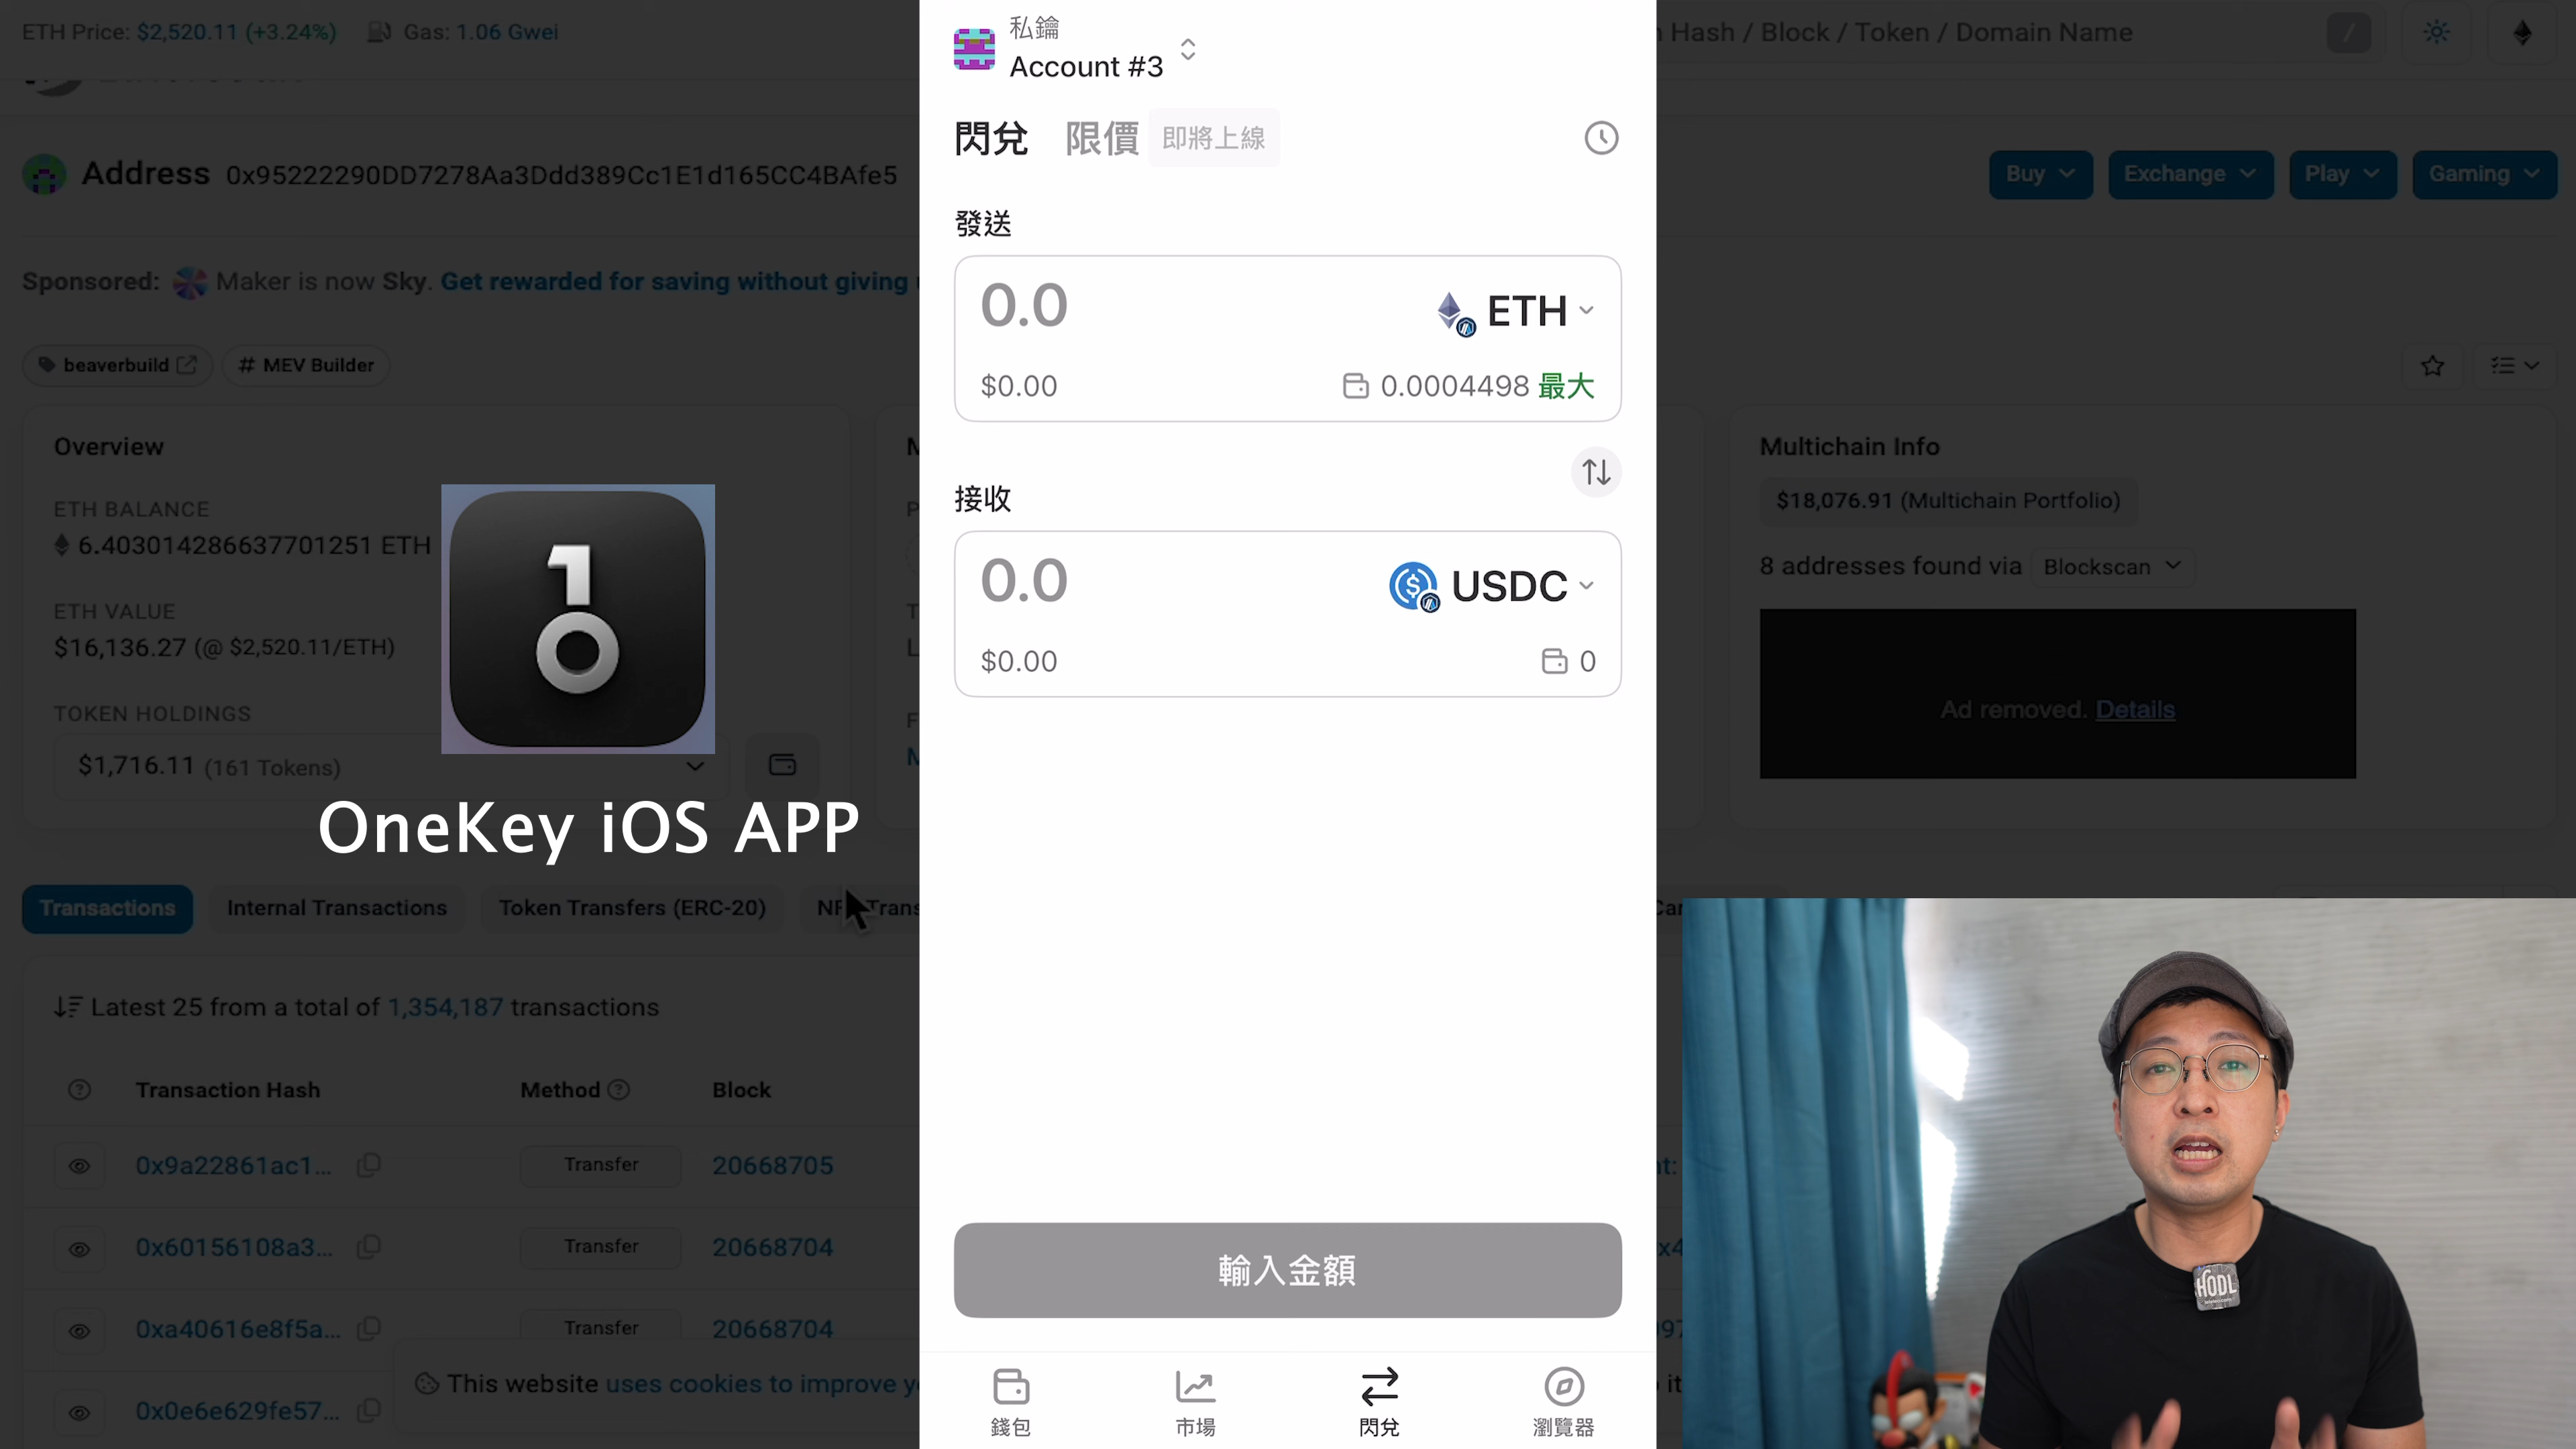 ETH Price: $2,520.11 (+3.24%) Gas: 1.06 Gwei
Hash / Block / Token / Domain Name /
Address 0x95222290DD7278Aa3Ddd389Cc1E1d165CC4BAfe5
Buy Exchange Play Gaming
Sponsored: Maker is now Sky. Get rewarded for saving without giving
beaverbuild # MEV Builder
Overview
ETH BALANCE
6.403014286637701251 ETH
ETH VALUE
$16,136.27 (@ $2,520.11/ETH)
TOKEN HOLDINGS
$1,716.11 (161 Tokens)
OneKey iOS APP
Transactions Internal Transactions Token Transfers (ERC-20)
Latest 25 from a total of 1,354,187 transactions
Transaction Hash Method Block
0x9a22861ac1... Transfer 20668705
0x60156108a3... Transfer 20668704
0xa40616e8f5a... Transfer 20668704
0x0e6e629fe57...
This website uses cookies to improve
私鑰
Account #3
閃兌 限價 即將上線
發送
0.0 ETH
$0.00 0.0004498 最大
接收
0.0 USDC
$0.00 0
輸入金額
錢包 市場 閃兌 瀏覽器
Multichain Info
$18,076.91 (Multichain Portfolio)
8 addresses found via Blockscan
Ad removed. Details
HODL